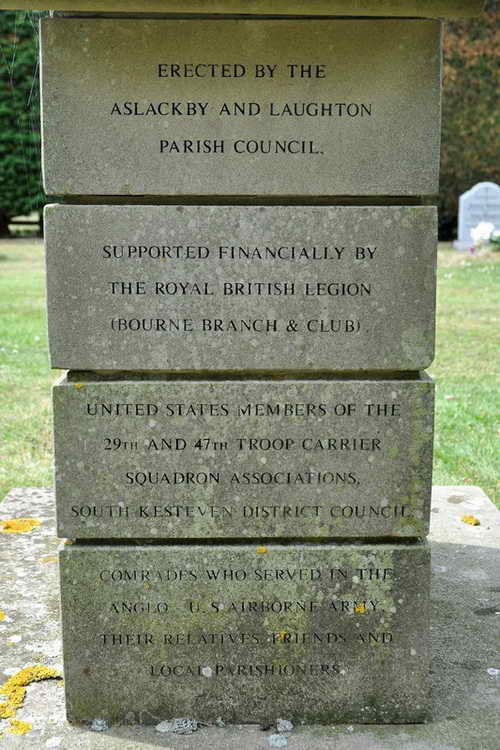 ERECTED BY THE
ASLACKBY AND LAUGHTON
PARISH COUNCIL.
SUPPORTED FINANCIALLY BY
THE ROYAL BRITISH LEGION
(BOURNE BRANCH & CLUB).
UNITED STATES MEMBERS OF THE
29TH AND 47TH TROOP CARRIER
SQUADRON ASSOCIATIONS,
SOUTH KESTEVEN DISTRICT COUNCIL
COMRADES WHO SERVED IN THE
ANGLO U.S AIRBORNE ARMY,
THEIR RELATIVES, FRIENDS AND
LOCAL PARISHIONERS